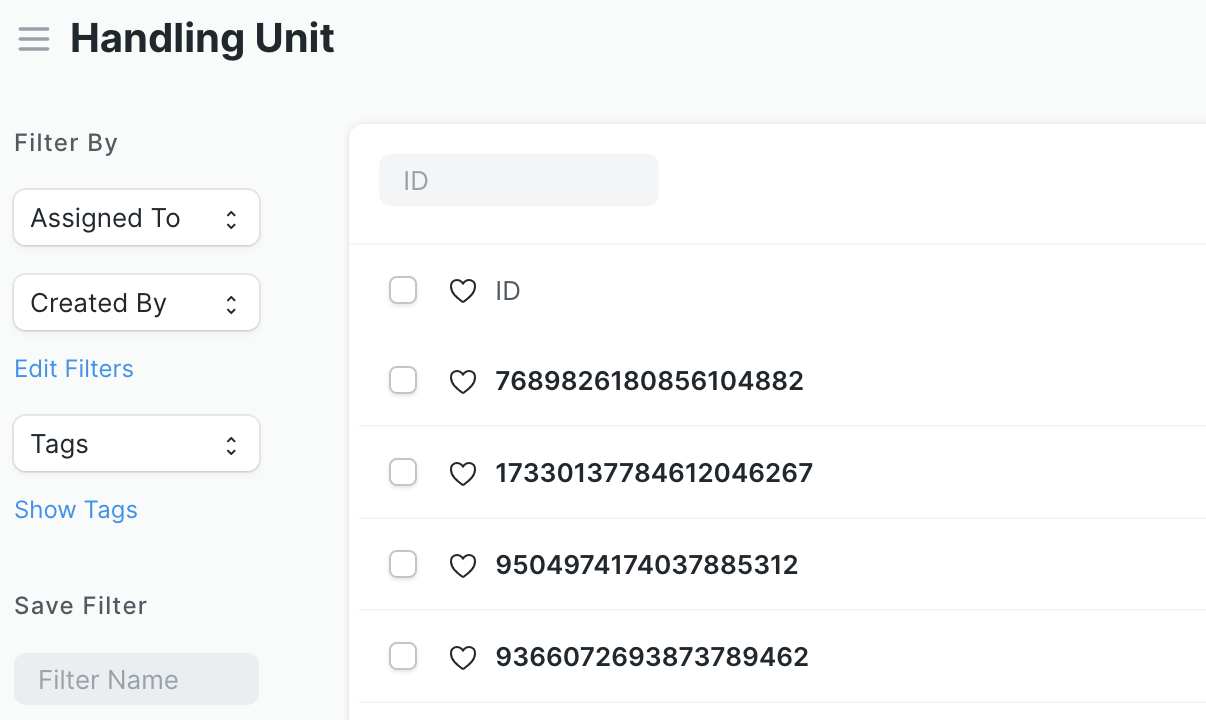 Handling Unit
Filter By
Assigned To
Created By
Edit Filters
Tags
Show Tags
Save Filter
Filter Name
ID
ID
7689826180856104882
17330137784612046267
9504974174037885312
9366072693873789462